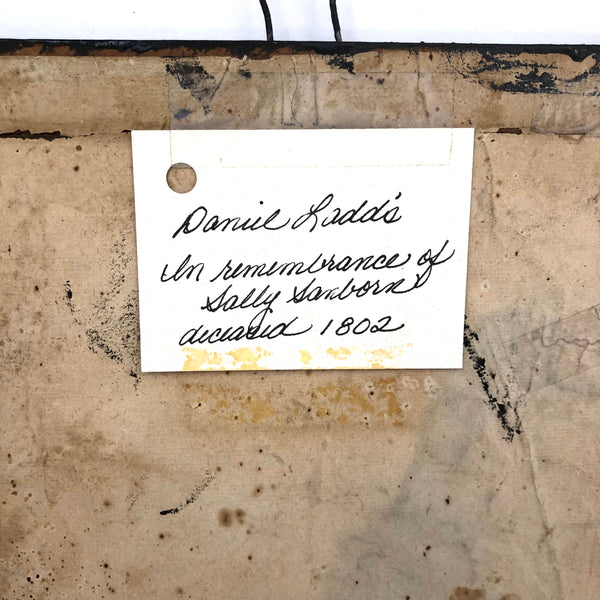 Daniel Ladd's
In remembrance of
Sally Sanborn
deceased 1802